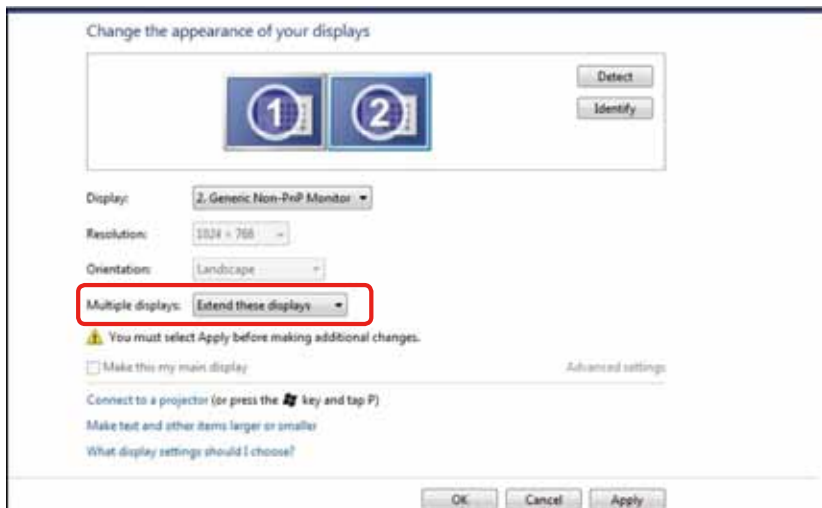 Change the appearance of your displays
Detect
1 2
Identify
Display: 2. Generic Non-PnP Monitor
Resolution: 1024 × 768
Orientation: Landscape
Multiple displays: Extend these displays
You must select Apply before making additional changes.
Make this my main display Advanced settings
Connect to a projector (or press the key and tap P)
Make text and other items larger or smaller
What display settings should I choose?
OK Cancel Apply